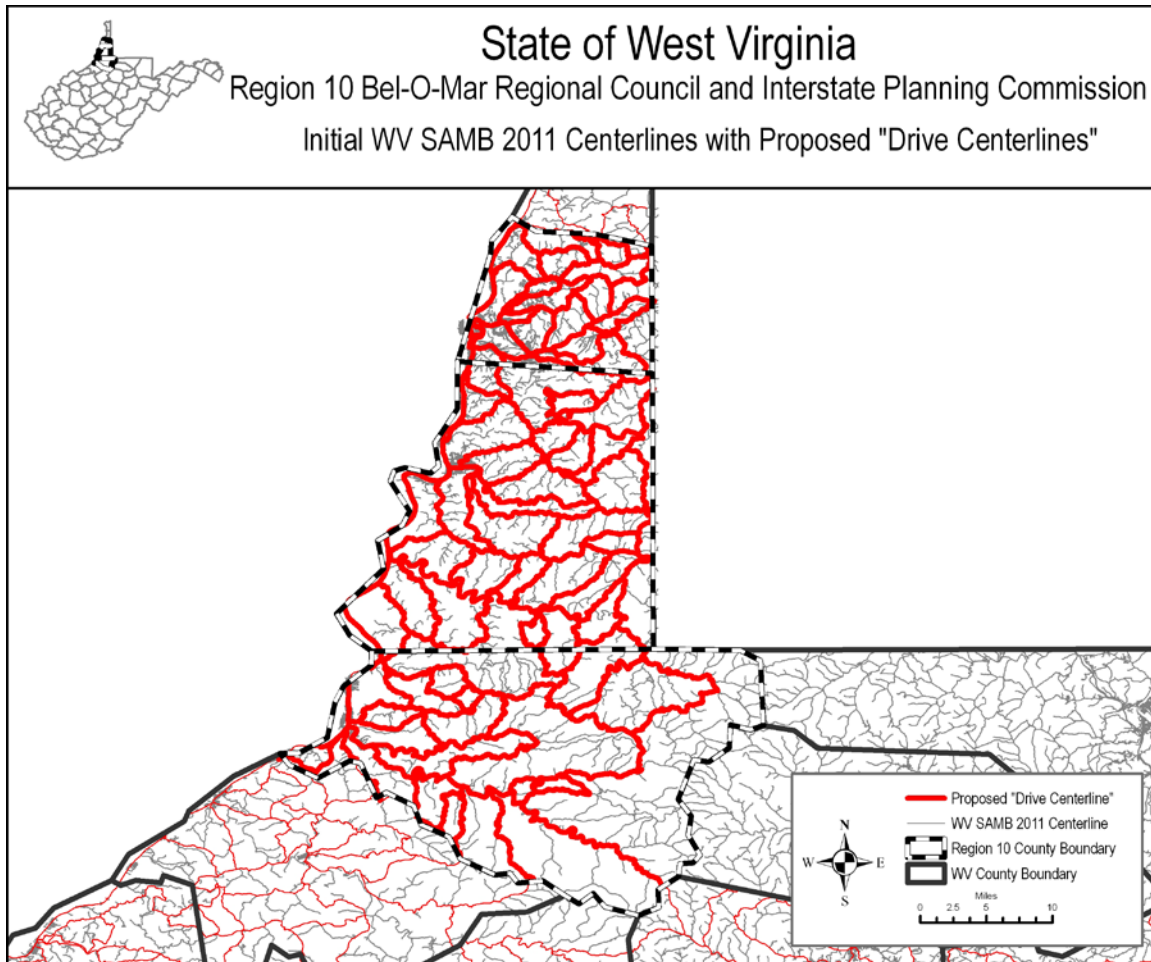 State of West Virginia
Region 10 Bel-O-Mar Regional Council and Interstate Planning Commission
Initial WV SAMB 2011 Centerlines with Proposed "Drive Centerlines"
Proposed "Drive Centerline"
WV SAMB 2011 Centerline
Region 10 County Boundary
WV County Boundary
N
W E
S
Miles
0 2.5 5 10